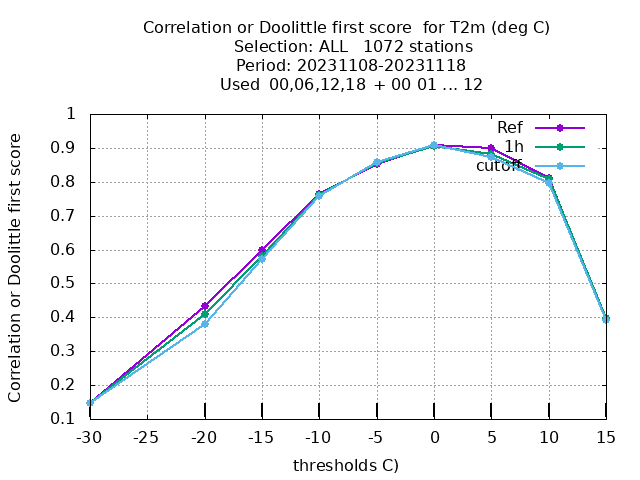 Correlation or Doolittle first score  for T2m (deg C)
Selection: ALL   1072 stations
Period: 20231108-20231118
Used  00,06,12,18  + 00 01 ... 12
Correlation or Doolittle first score
1
0.9
0.8
0.7
0.6
0.5
0.4
0.3
0.2
0.1
Ref
1h
cutoff
-30 -25 -20 -15 -10 -5 0 5 10 15
thresholds C)